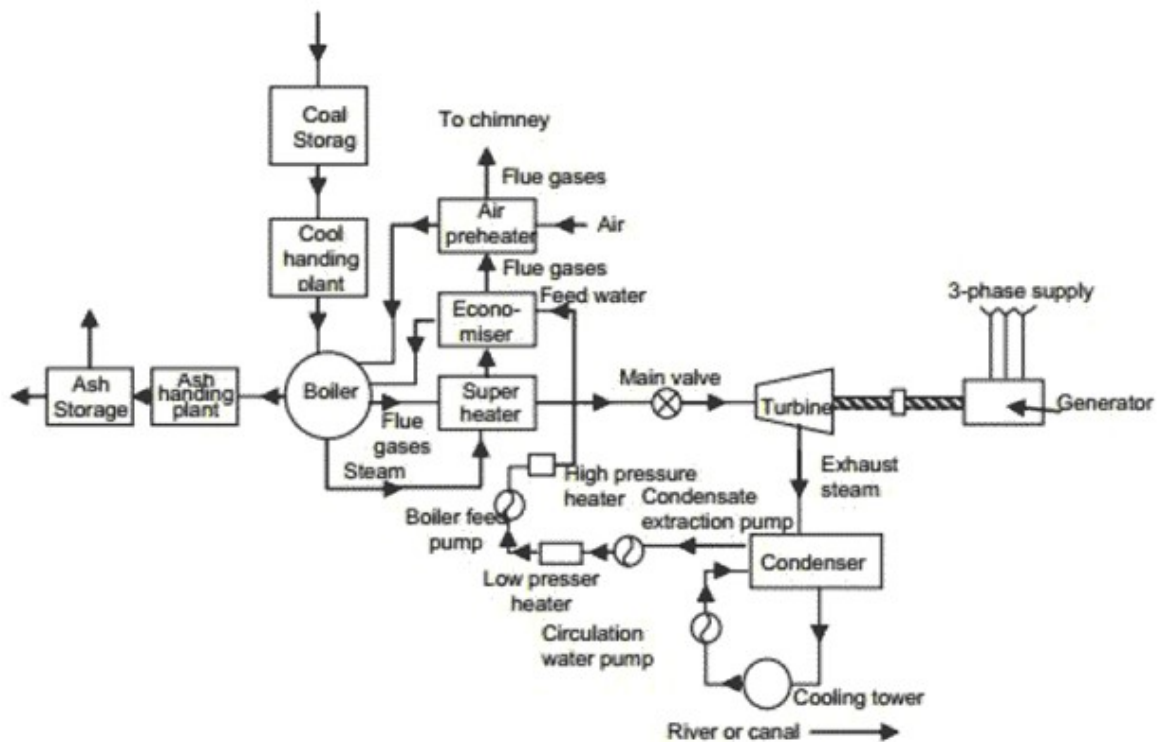 Coal
Storag
To chimney
Flue gases
Air
preheater
Air
Cool
handing
plant
Flue gases
Feed water
Econo-
miser
3-phase supply
Ash
Storage
Ash
handing
plant
Boiler
Super
heater
Main valve
Turbine
Generator
Flue
gases
Steam
High pressure
heater
Exhaust
steam
Boiler feed
pump
Condensate
extraction pump
Condenser
Low presser
heater
Circulation
water pump
Cooling tower
River or canal